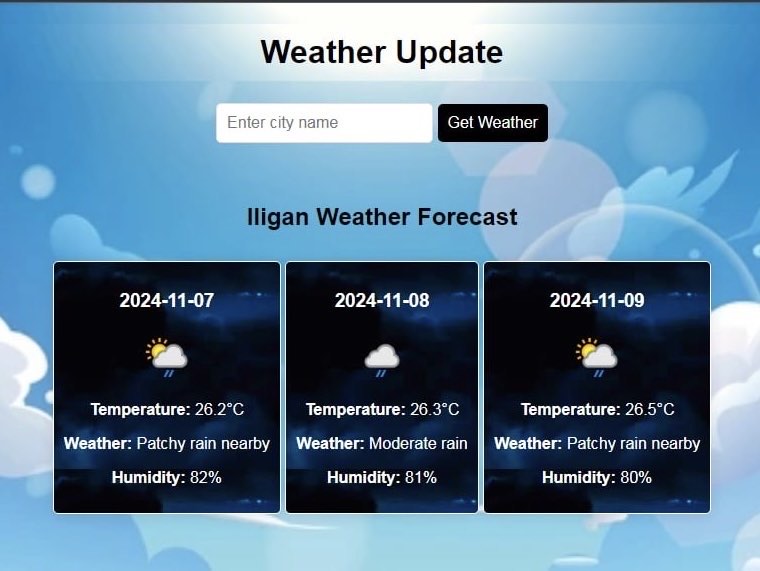 Weather Update
Enter city name
Get Weather
Iligan Weather Forecast
2024-11-07
Temperature: 26.2°C
Weather: Patchy rain nearby
Humidity: 82%
2024-11-08
Temperature: 26.3°C
Weather: Moderate rain
Humidity: 81%
2024-11-09
Temperature: 26.5°C
Weather: Patchy rain nearby
Humidity: 80%